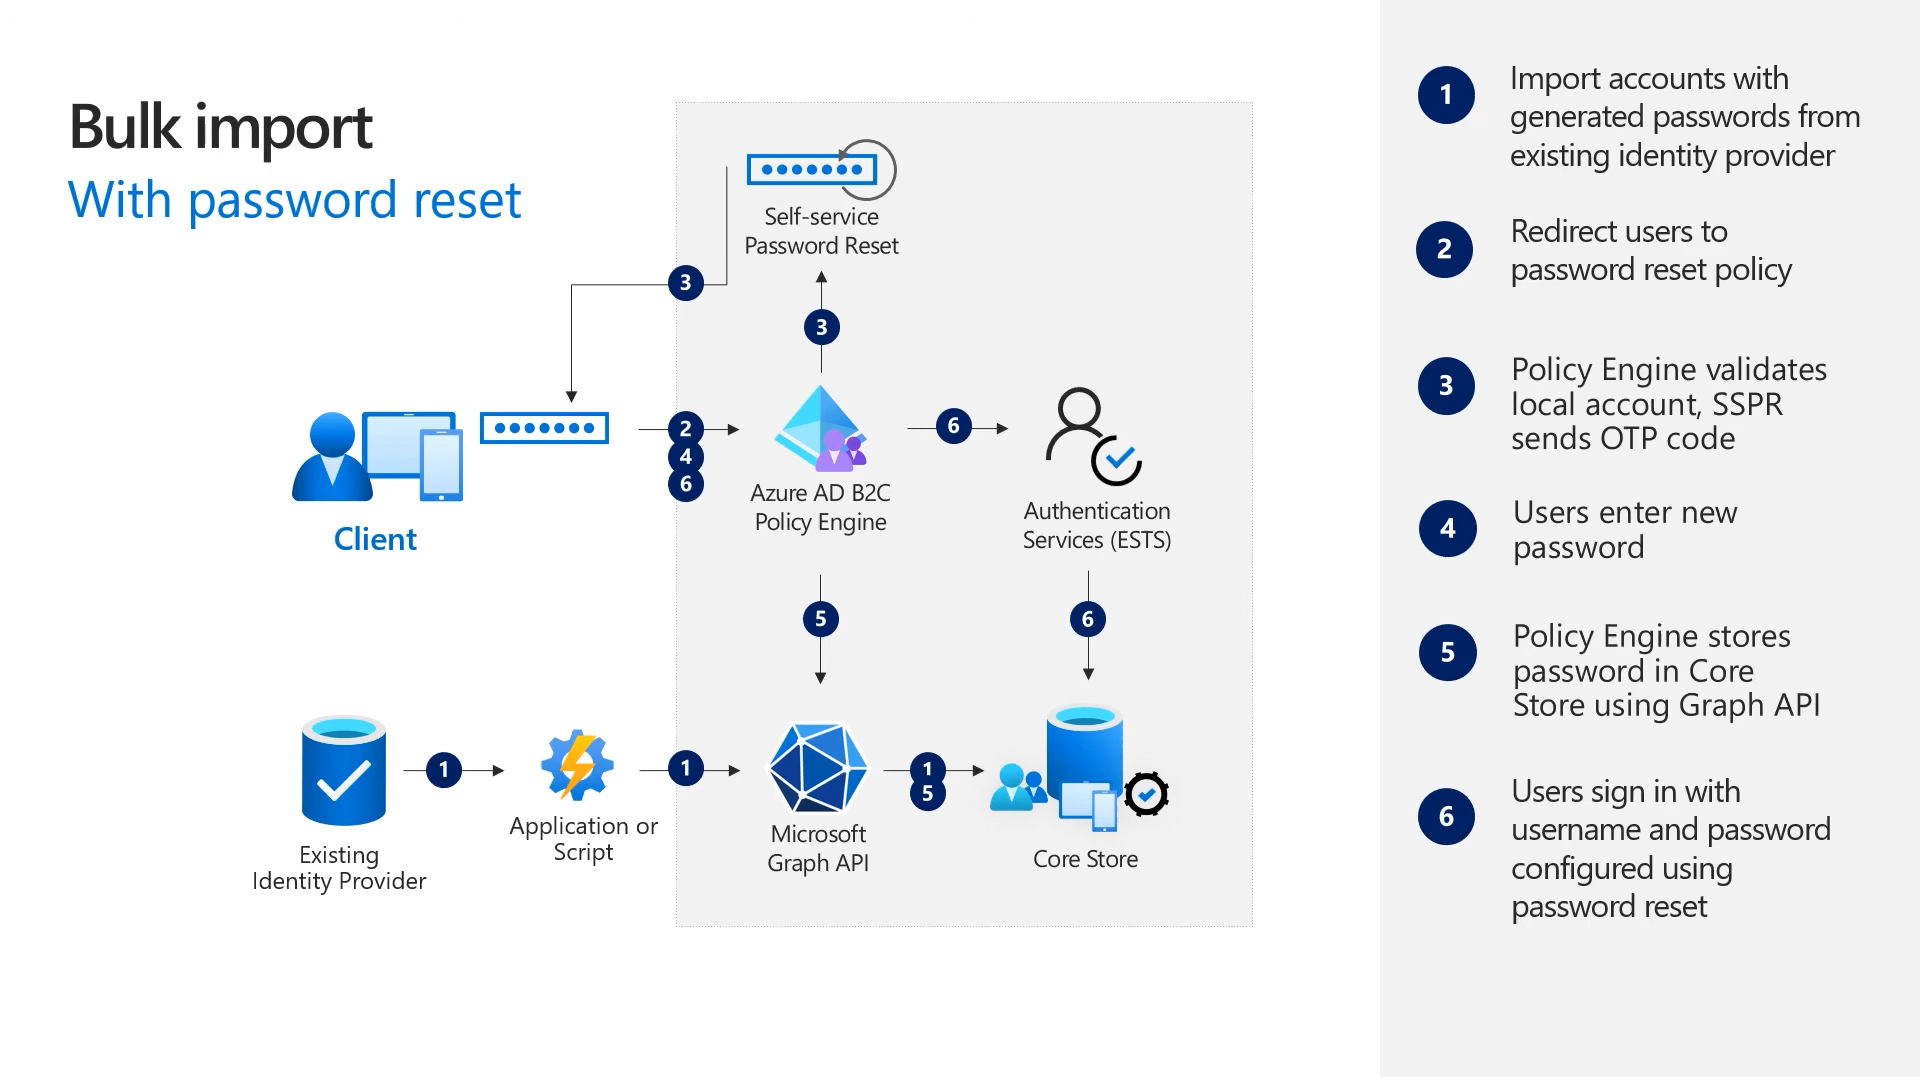 Bulk import
With password reset
Self-service
Password Reset
3
3
2
4
6
6
Client
Azure AD B2C
Policy Engine
Authentication
Services (ESTS)
5
6
1
1
1
5
Existing
Identity Provider
Application or
Script
Microsoft
Graph API
Core Store
1
Import accounts with
generated passwords from
existing identity provider
2
Redirect users to
password reset policy
3
Policy Engine validates
local account, SSPR
sends OTP code
4
Users enter new
password
5
Policy Engine stores
password in Core
Store using Graph API
6
Users sign in with
username and password
configured using
password reset